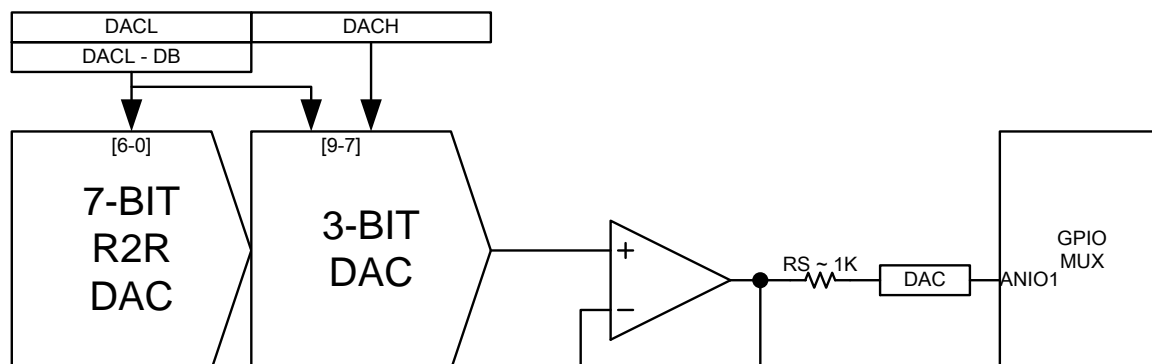 DACL DACH
DACL - DB
[6-0] [9-7]
7-BIT
R2R
DAC
3-BIT
DAC
+
−
RS ~ 1K
DAC
ANIO1
GPIO
MUX